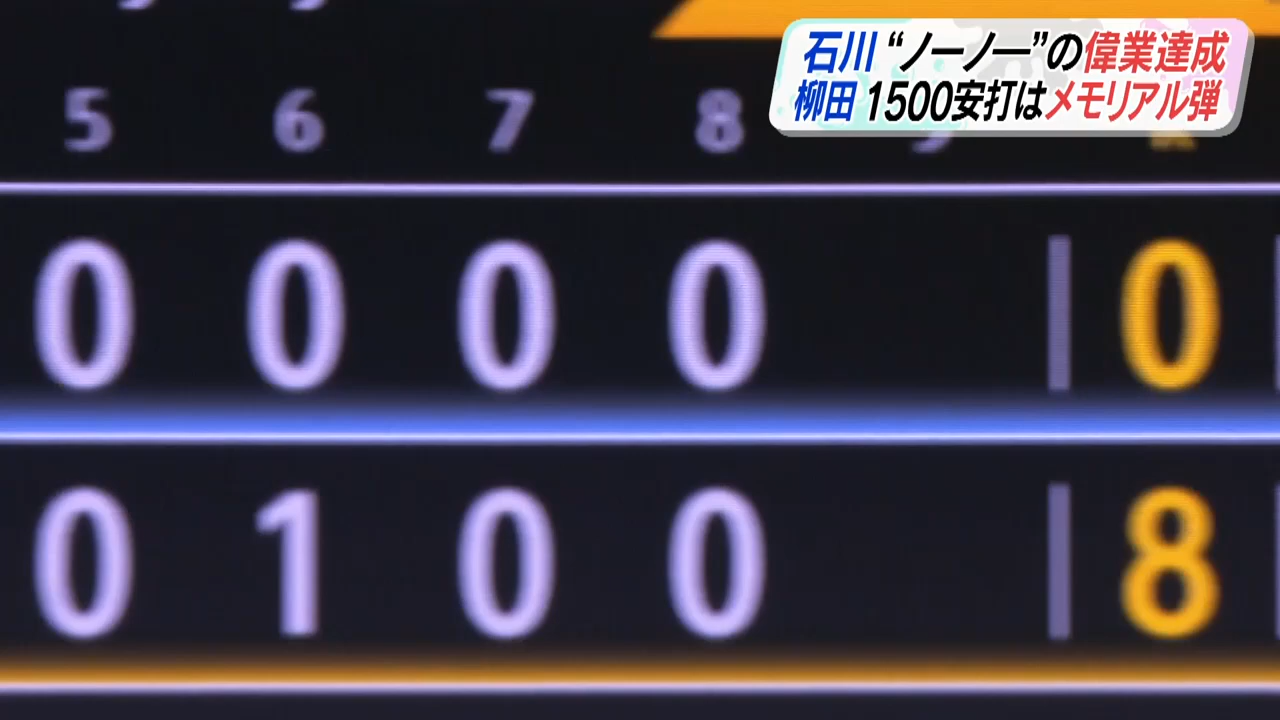 石川 “ノーノー”の偉業達成
柳田 1500安打はメモリアル弾
5 6 7 8 9 R
0 0 0 0 0
0 1 0 0 8